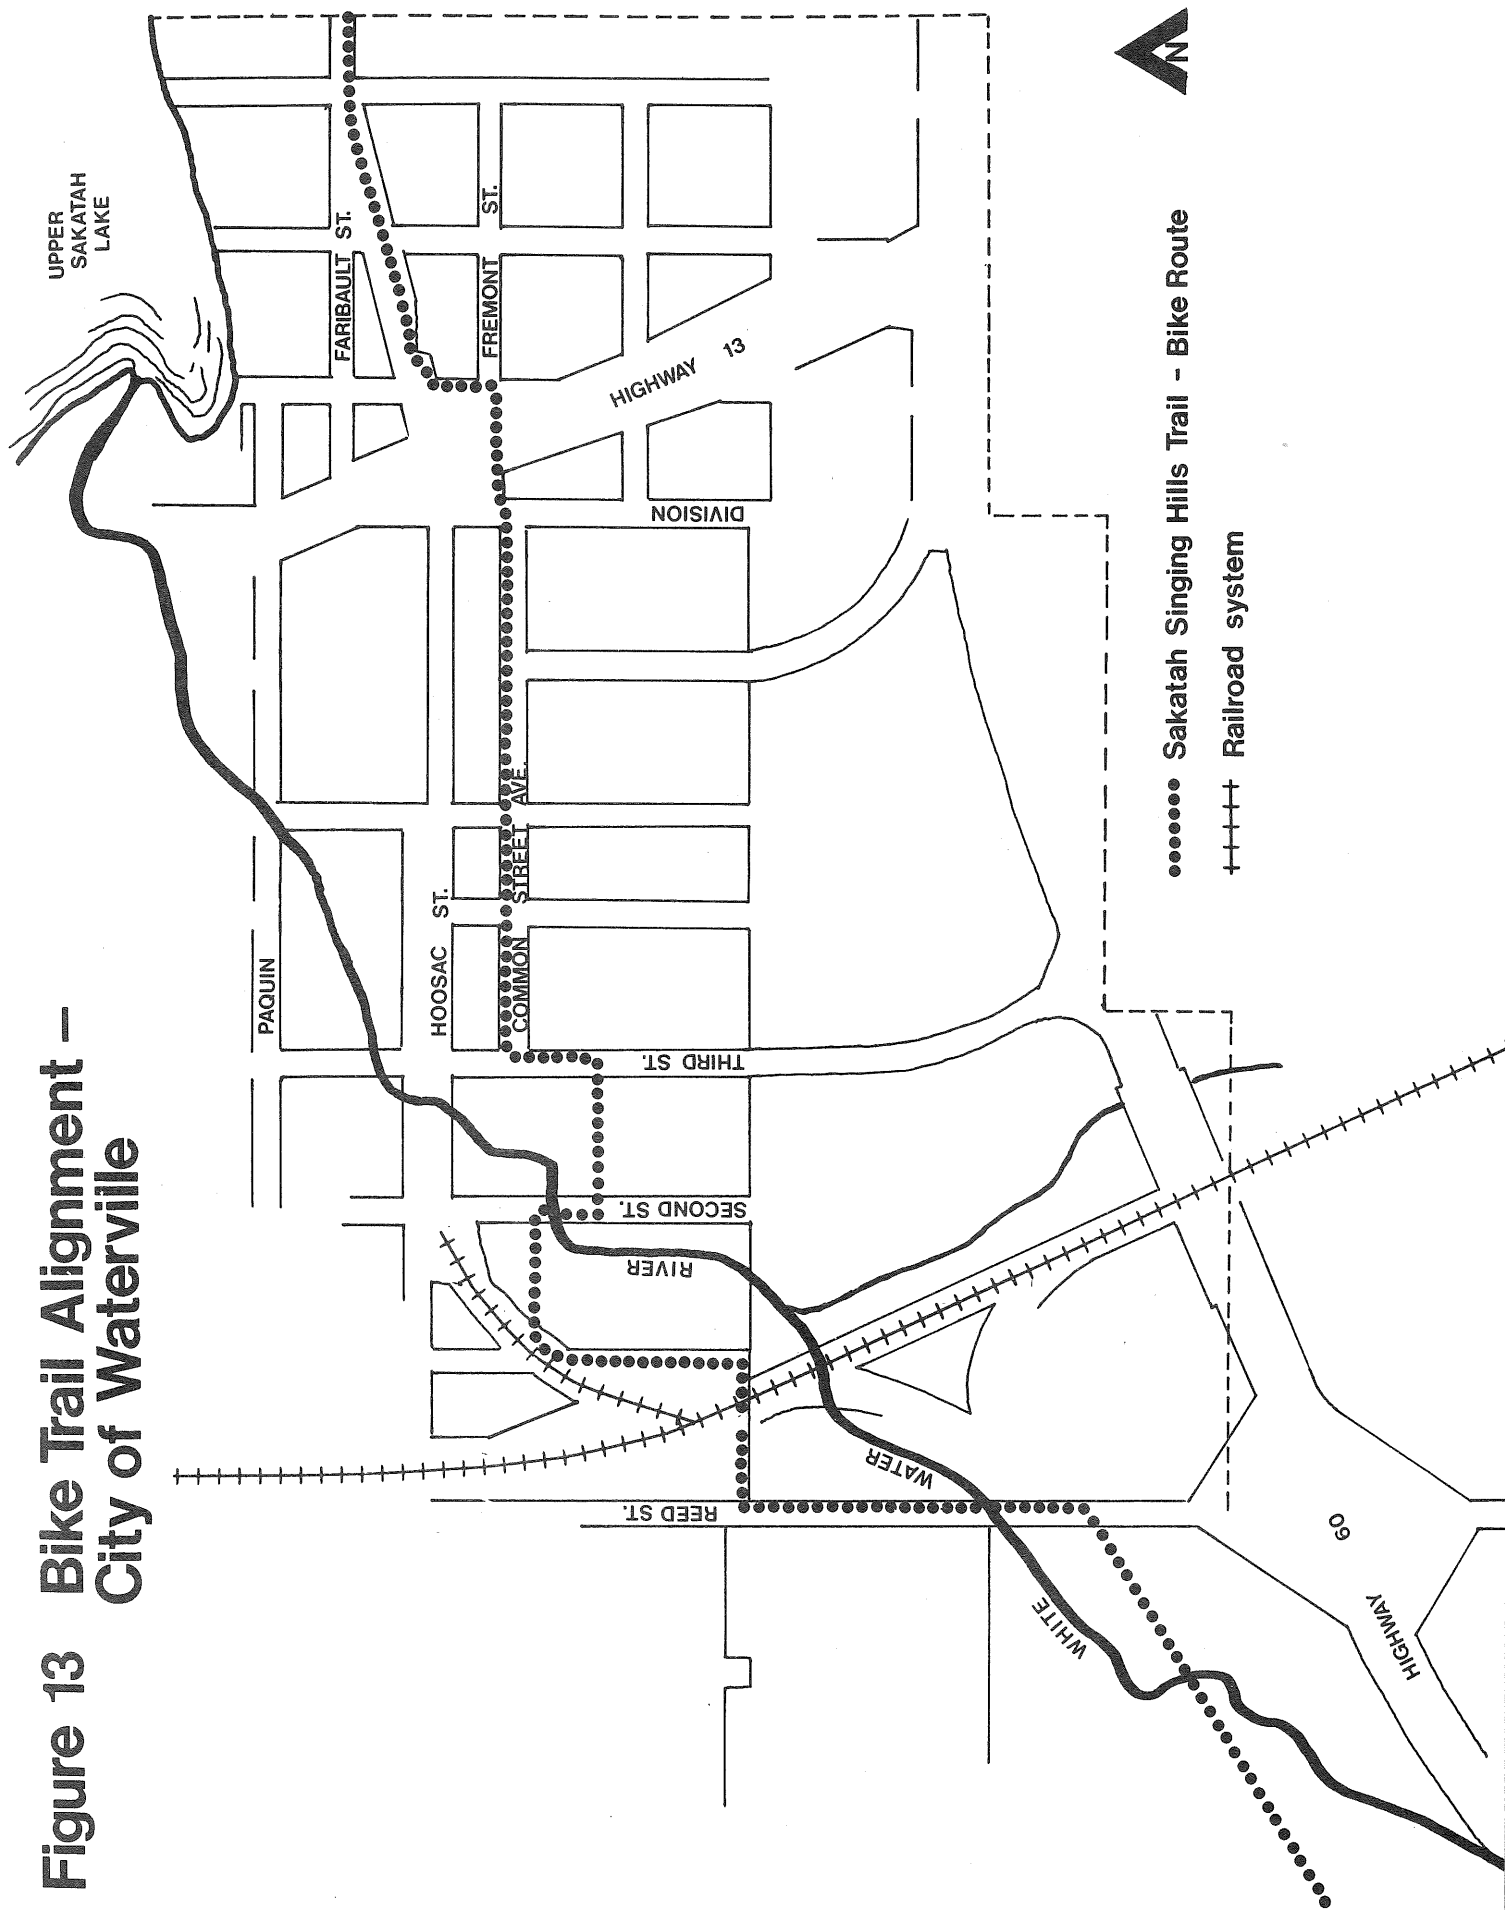 Figure 13 Bike Trail Alignment –
City of Waterville
UPPER
SAKATAH
LAKE
FARIBAULT ST.
FREMONT ST.
HIGHWAY 13
DIVISION
PAQUIN
HOOSAC ST.
COMMON STREET AVE.
THIRD ST.
SECOND ST.
REED ST.
WHITE WATER RIVER
HIGHWAY 60
N
Sakatah Singing Hills Trail - Bike Route
Railroad system